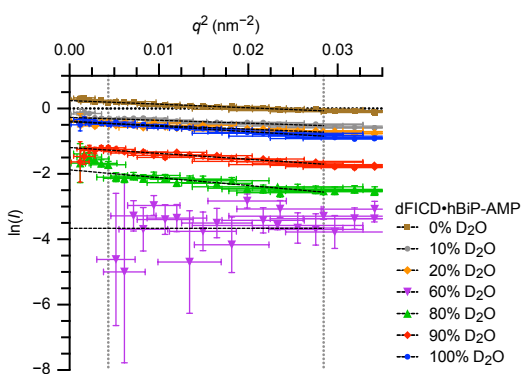 q² (nm⁻²)
0.00 0.01 0.02 0.03
0
−2
−4
−6
−8
ln(I)
dFICD•hBiP-AMP
0% D₂O
10% D₂O
20% D₂O
60% D₂O
80% D₂O
90% D₂O
100% D₂O